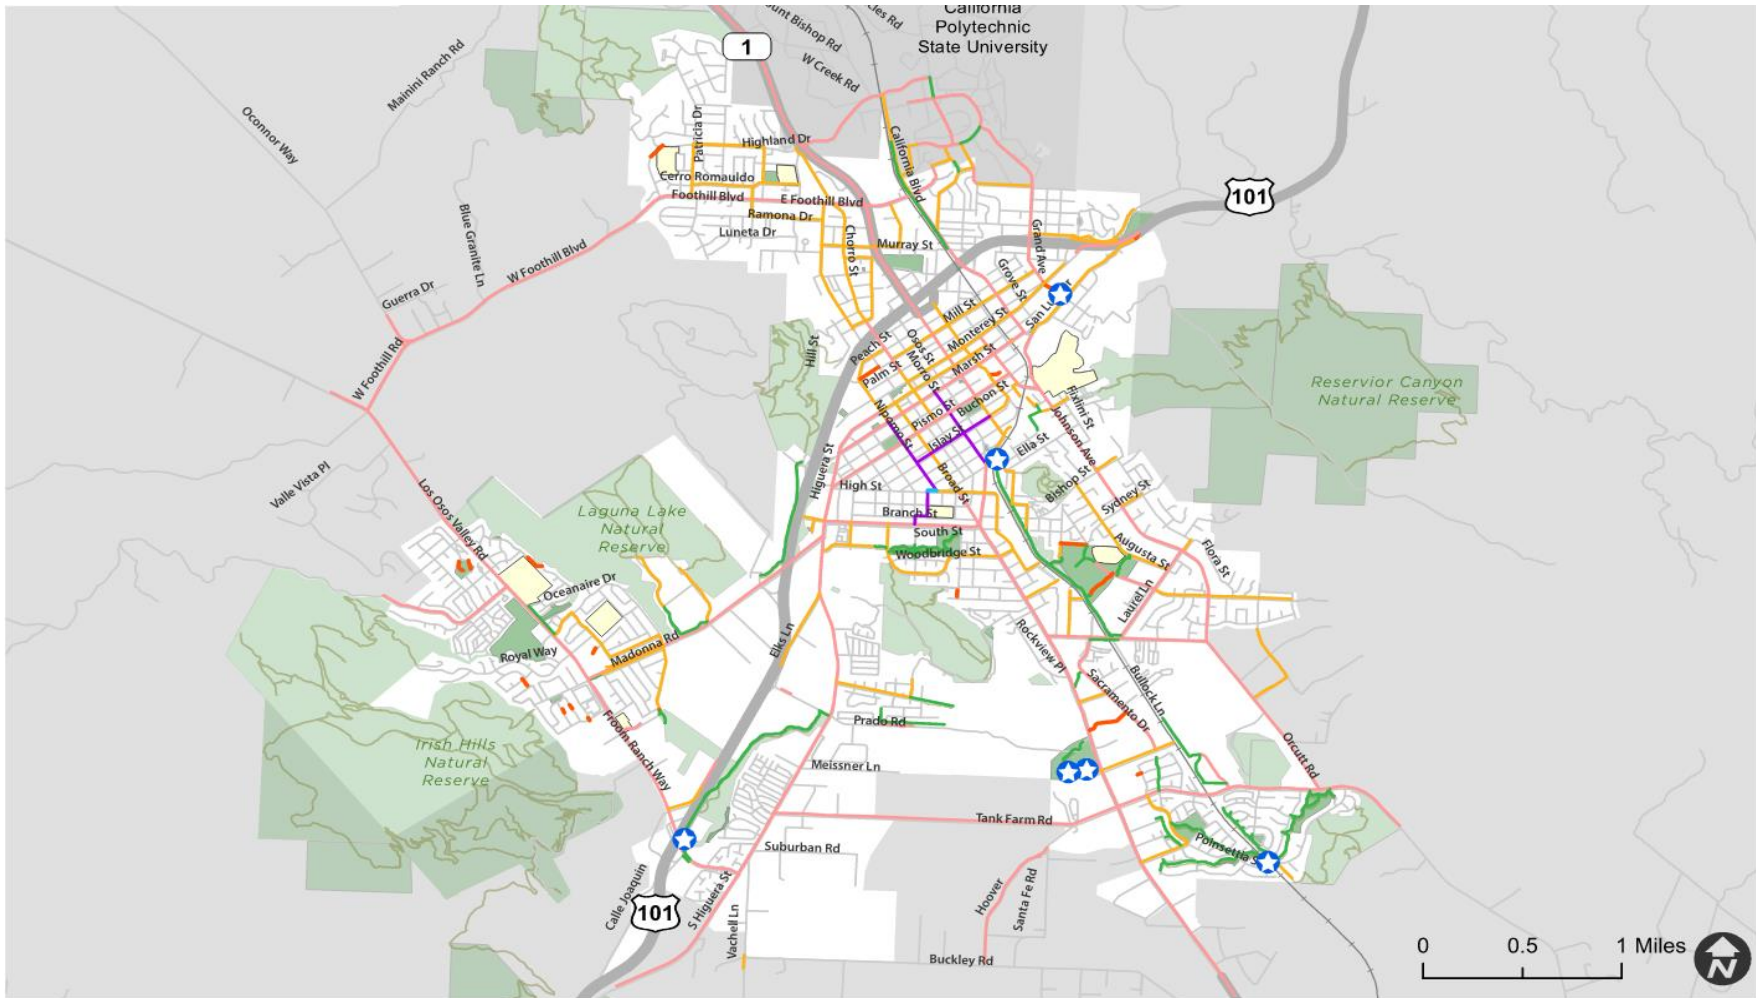 California
Polytechnic
State University
Bishop Rd
W Creek Rd
1
Mainini Ranch Rd
Oconnor Way
Patricia Dr
Highland Dr
California Blvd
Cerro Romauldo
Foothill Blvd
E Foothill Blvd
Ramona Dr
Luneta Dr
Chorro St
Murray St
Grand Ave
101
Blue Granite Ln
W Foothill Blvd
Guerra Dr
Grove St
San
Mill St
Monterey St
Hill St
Peach St
Osos St
Morro St
Marsh St
Palm St
W Foothill Rd
Reservior Canyon
Natural Reserve
Buchon St
Pismo St
Fixlini St
Nipomo St
Islay St
Johnson Ave
Ella St
Higuera St
Broad St
High St
Bishop St
Sydney St
Valle Vista Pl
Los Osos Valley Rd
Laguna Lake
Natural
Reserve
Branch St
South St
Woodbridge St
Augusta St
Flora St
Oceanaire Dr
Laurel Ln
Elks Ln
Royal Way
Madonna Rd
Rockview Pl
Bullock Ln
Sacramento Dr
Froom Ranch Way
Prado Rd
Irish Hills
Natural
Reserve
Meissner Ln
Orcutt Rd
Tank Farm Rd
Suburban Rd
Poinsettia S
Calle Joaquin
S Higuera St
Vachell Ln
Hoover
Santa Fe Rd
101
Buckley Rd
0 0.5 1 Miles
N